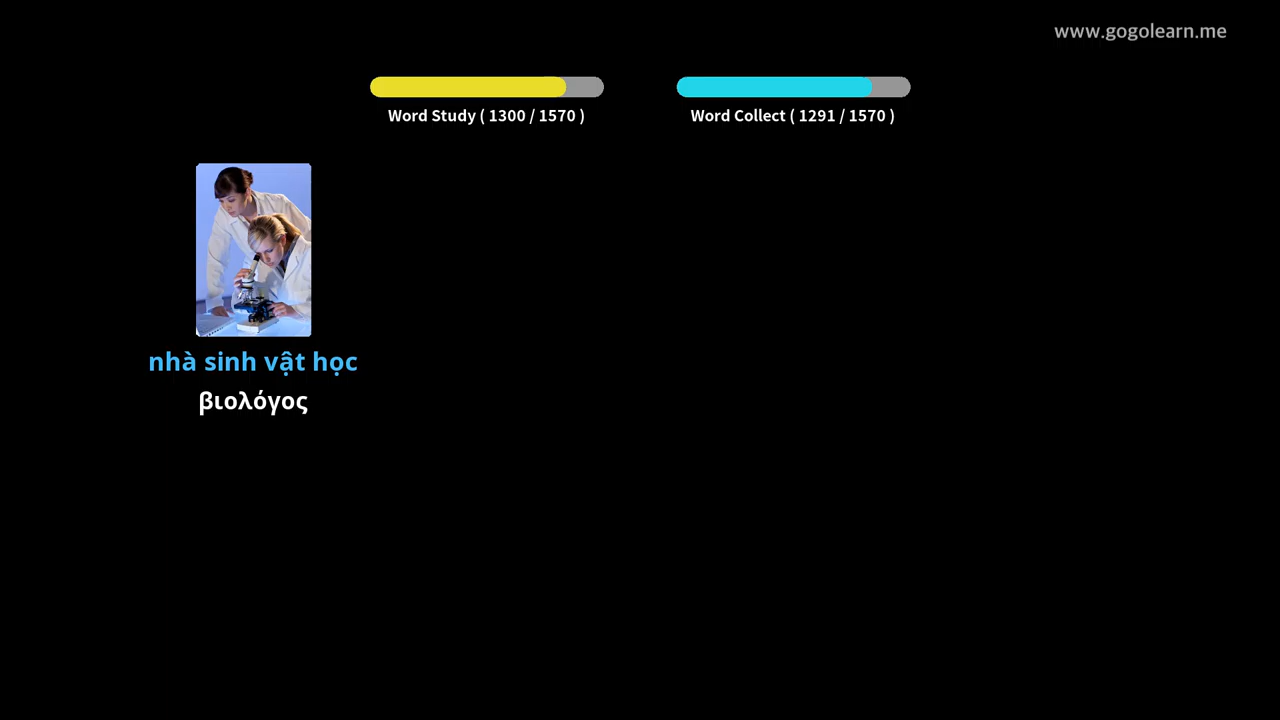 www.gogolearn.me
Word Study ( 1300 / 1570 )
Word Collect ( 1291 / 1570 )
nhà sinh vật học
βιολόγος